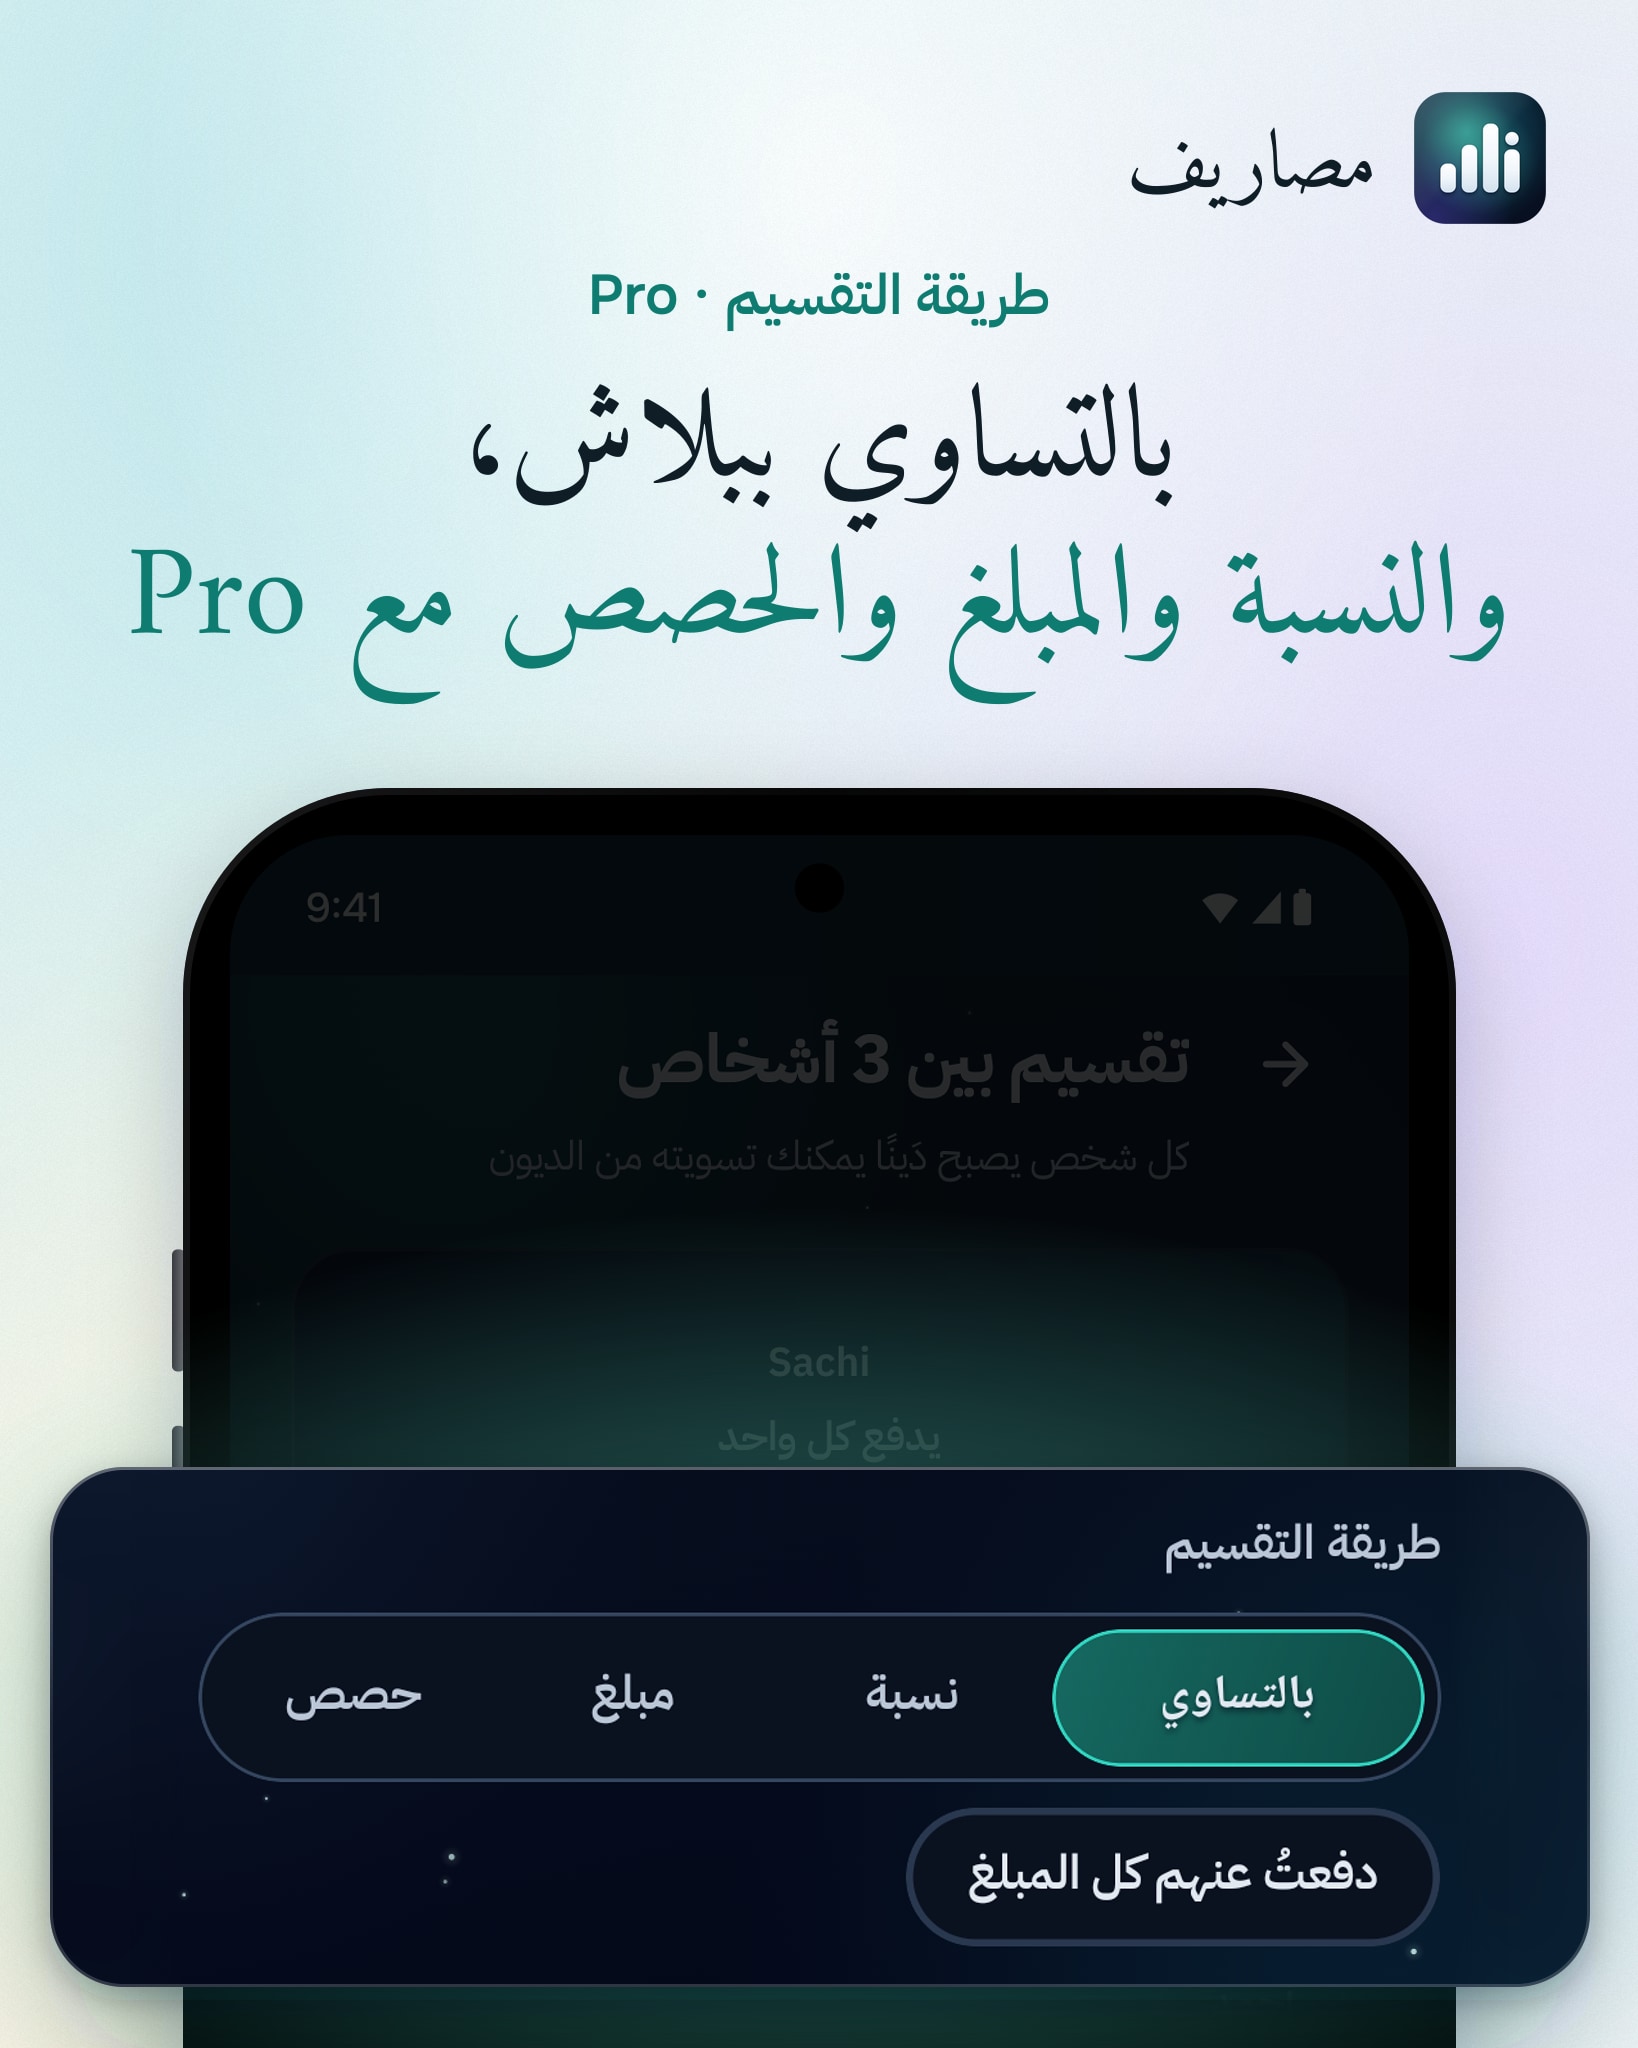 مصاريف
طريقة التقسيم · Pro
بالتساوي ببلاش،
والنسبة والمبلغ والحصص مع Pro
9:41
تقسيم بين 3 أشخاص
كل شخص يصبح دَينًا يمكنك تسويته من الديون
Sachi
يدفع كل واحد
طريقة التقسيم
بالتساوي نسبة مبلغ حصص
دفعتُ عنهم كل المبلغ